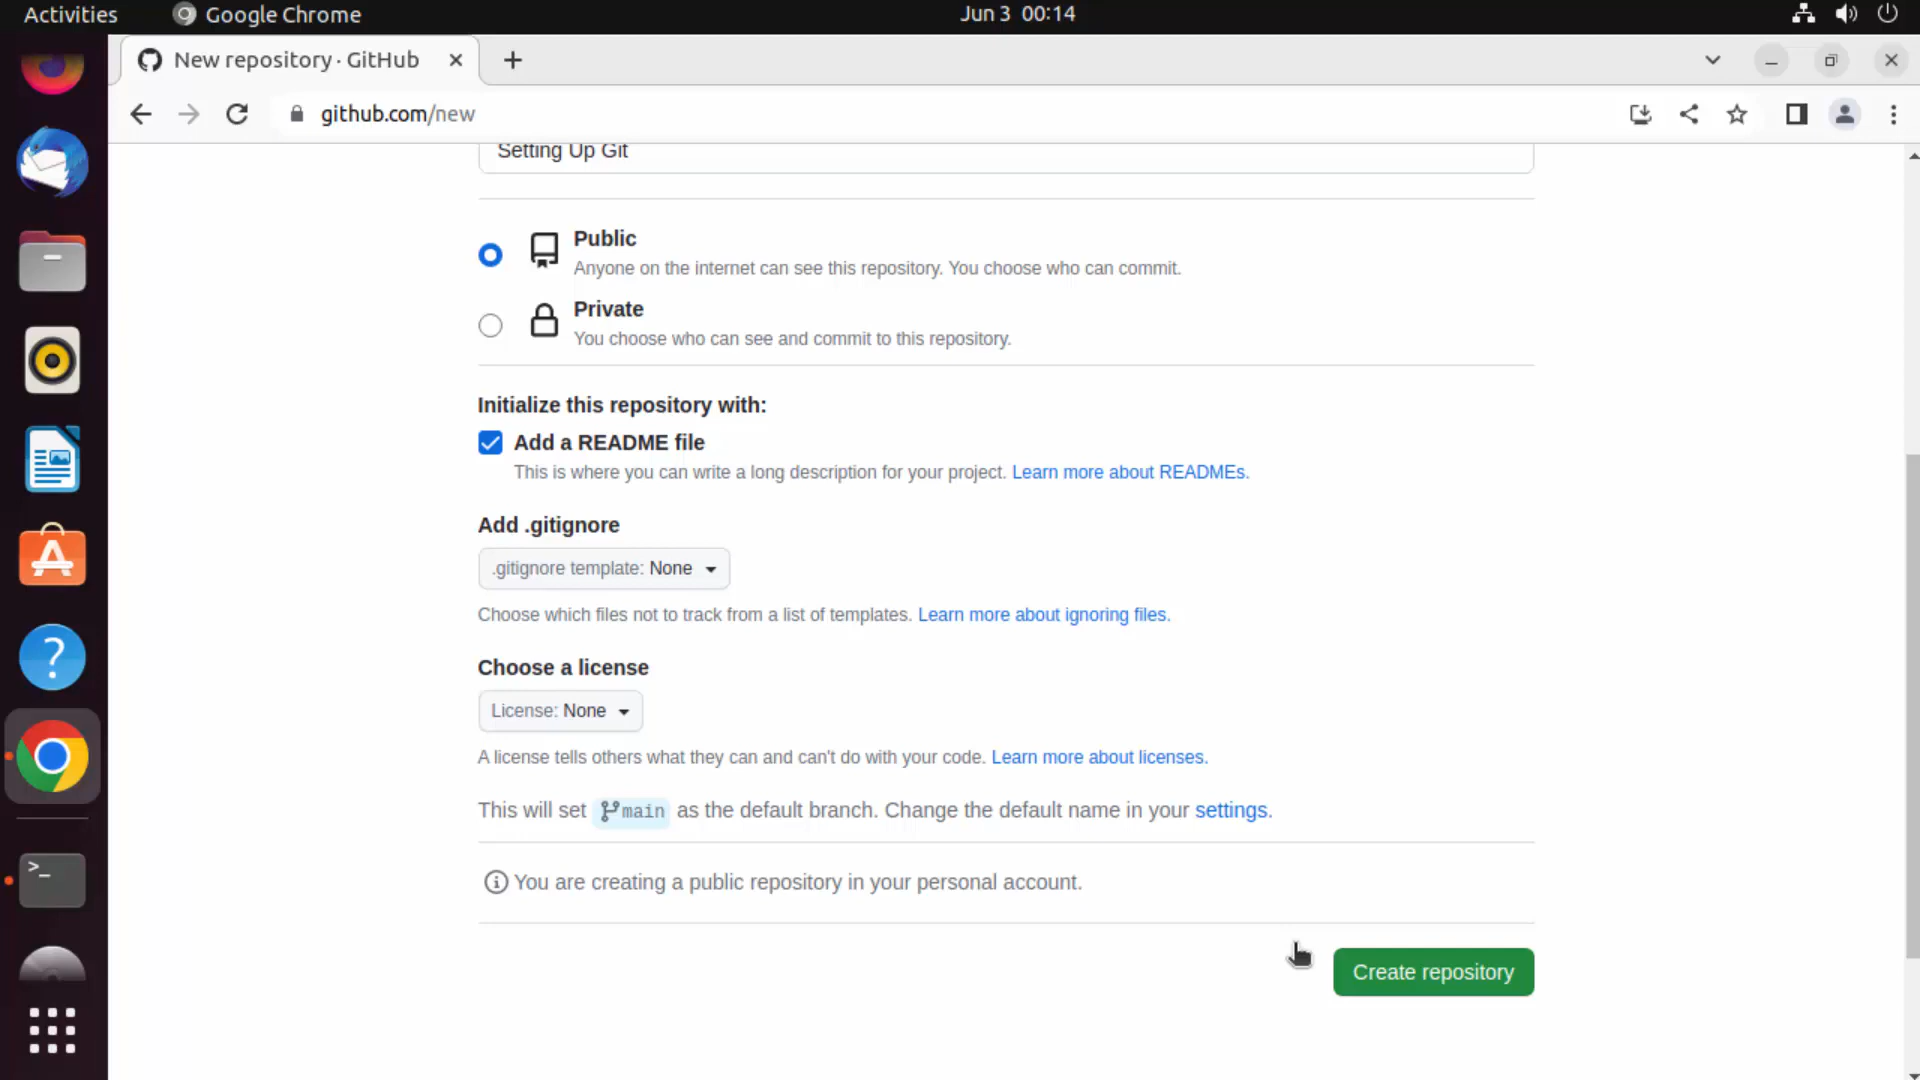 Activities
Google Chrome
Jun 3 00:14
New repository · GitHub
github.com/new
Setting Up Git
Public
Anyone on the internet can see this repository. You choose who can commit.
Private
You choose who can see and commit to this repository.
Initialize this repository with:
Add a README file
This is where you can write a long description for your project. Learn more about READMEs.
Add .gitignore
.gitignore template: None
Choose which files not to track from a list of templates. Learn more about ignoring files.
Choose a license
License: None
A license tells others what they can and can't do with your code. Learn more about licenses.
This will set main as the default branch. Change the default name in your settings.
You are creating a public repository in your personal account.
Create repository